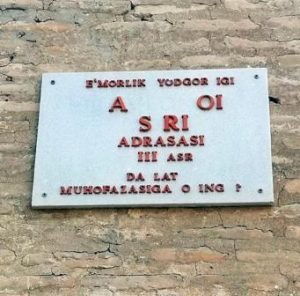 E'MORLIK YODGOR IGI
A OI
S RI
ADRASASI
III ASR
DA LAT
MUHOFAZASIGA O ING ?